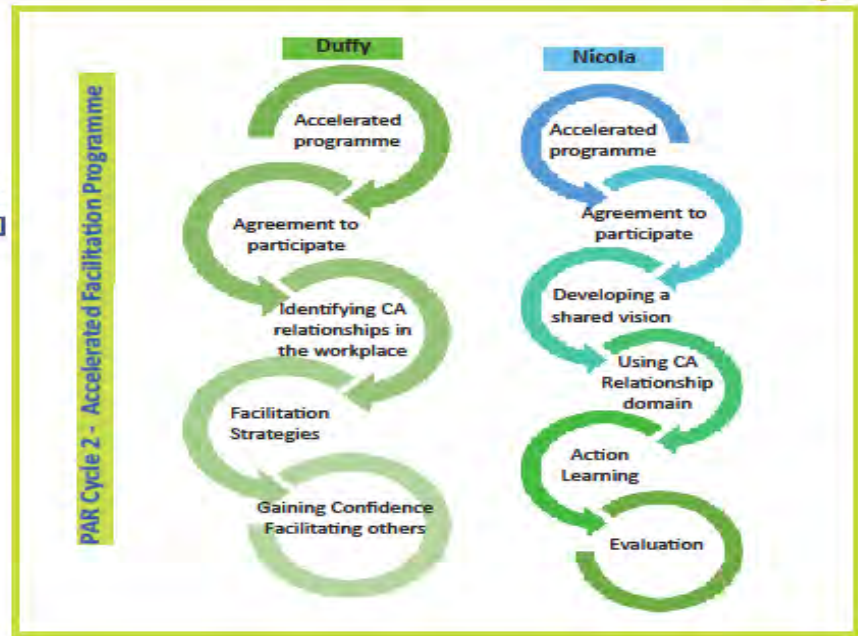 PAR Cycle 2 - Accelerated Facilitation Programme
Duffy
Accelerated
programme
Agreement to
participate
Identifying CA
relationships in
the workplace
Facilitation
Strategies
Gaining Confidence
Facilitating others
Nicola
Accelerated
programme
Agreement to
participate
Developing a
shared vision
Using CA
Relationship
domain
Action
Learning
Evaluation